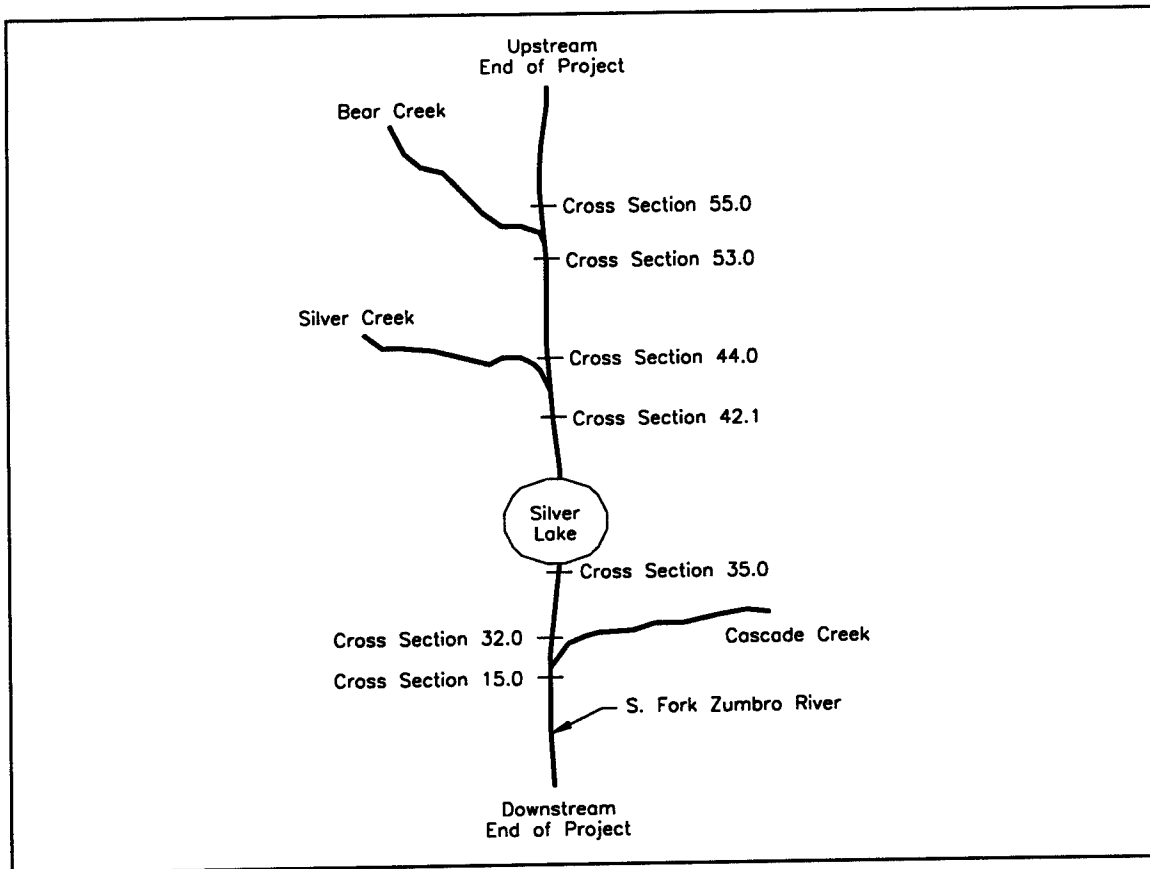 Upstream
End of Project
Bear Creek
Cross Section 55.0
Cross Section 53.0
Silver Creek
Cross Section 44.0
Cross Section 42.1
Silver
Lake
Cross Section 35.0
Cross Section 32.0
Cascade Creek
Cross Section 15.0
S. Fork Zumbro River
Downstream
End of Project